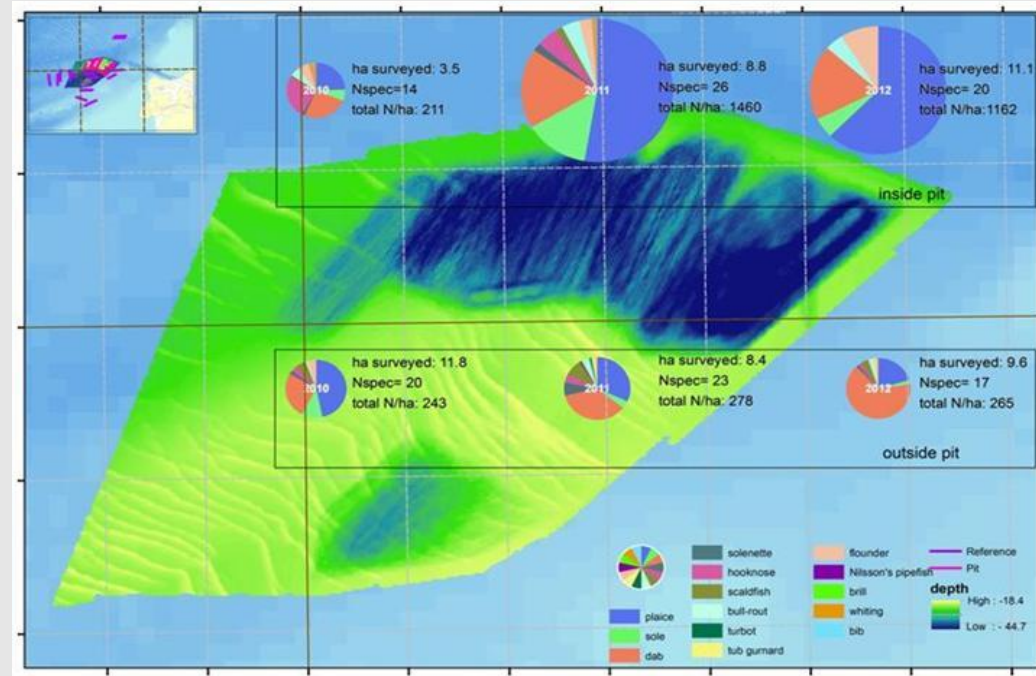 2010
ha surveyed: 3.5
Nspec=14
total N/ha: 211
2011
ha surveyed: 8.8
Nspec= 26
total N/ha: 1460
2012
ha surveyed: 11.1
Nspec= 20
total N/ha:1162
inside pit
2010
ha surveyed: 11.8
Nspec= 20
total N/ha: 243
2011
ha surveyed: 8.4
Nspec= 23
total N/ha: 278
2012
ha surveyed: 9.6
Nspec= 17
total N/ha: 265
outside pit
plaice
sole
dab
solenette
hooknose
scaldfish
bull-rout
turbot
tub gurnard
flounder
Nilsson's pipefish
brill
whiting
bib
Reference
Pit
depth
High : -18.4
Low : - 44.7